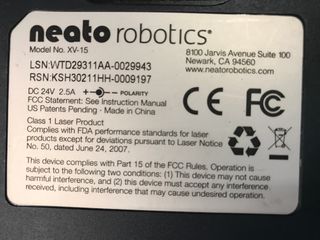 neato robotics®
Model No. XV-15
8100 Jarvis Avenue Suite 100
Newark, CA 94560
www.neatorobotics.com
LSN:WTD29311AA-0029943
RSN:KSH30211HH-0009197
DC 24V 2.5A
POLARITY
FCC Statement: See Instruction Manual
US Patents Pending
CE FC
Class 1 Laser Product
Complies with FDA performance standards for laser
products except for deviations pursuant to Laser Notice
No. 50, dated June 24, 2007.
This device complies with Part 15 of the FCC Rules. Operation is
subject to the following two conditions: (1) This device may not cause
harmful interference, and (2) this device must accept any interference
received, including interference that may cause undesired operation.